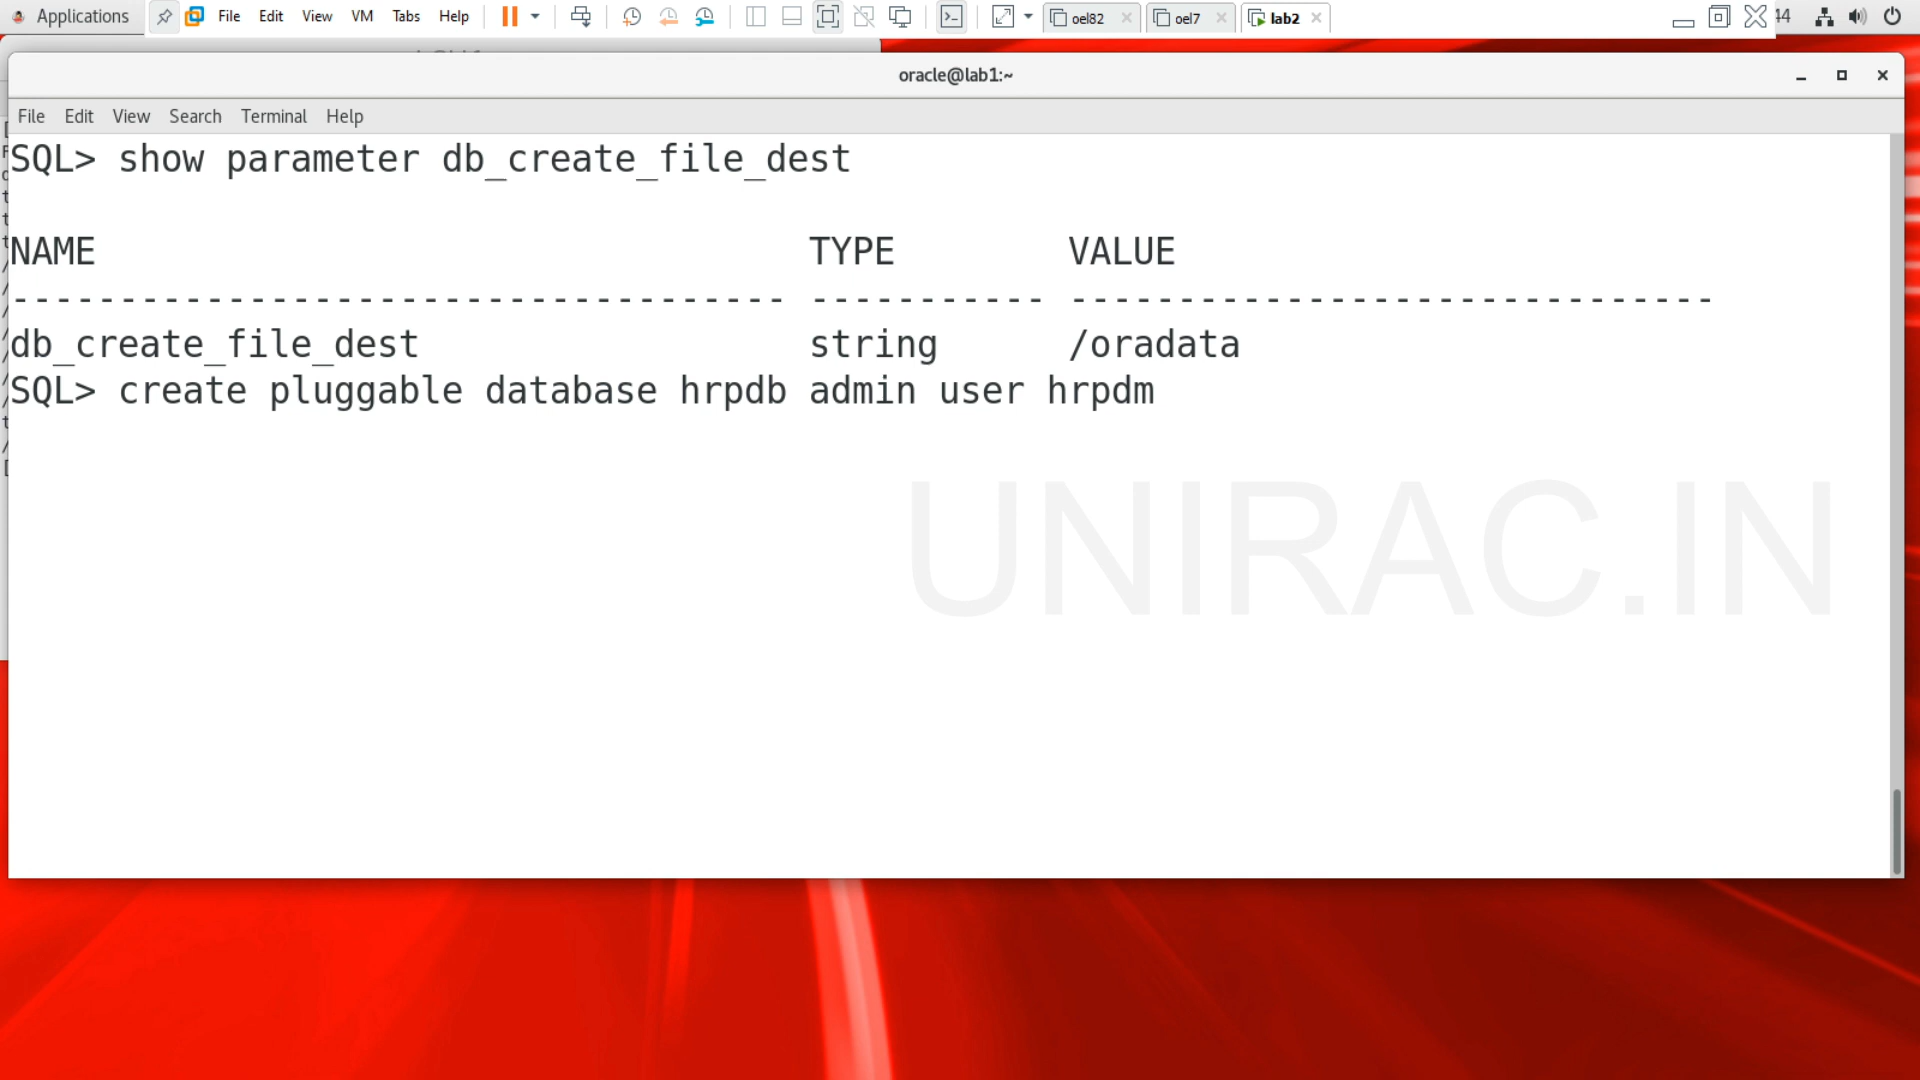 Applications File Edit View VM Tabs Help oel82 oel7 lab2 44
oracle@lab1:~
File Edit View Search Terminal Help
SQL> show parameter db_create_file_dest
NAME TYPE VALUE
------------------------------------ ----------- ------------------------------
db_create_file_dest string /oradata
SQL> create pluggable database hrpdb admin user hrpdm
UNIRAC.IN